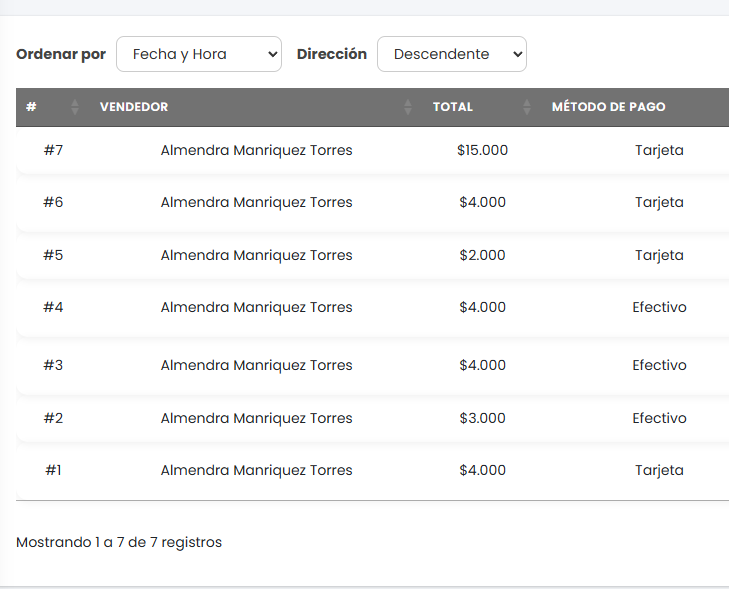 Ordenar por Fecha y Hora Dirección Descendente
# VENDEDOR TOTAL MÉTODO DE PAGO
#7 Almendra Manriquez Torres $15.000 Tarjeta
#6 Almendra Manriquez Torres $4.000 Tarjeta
#5 Almendra Manriquez Torres $2.000 Tarjeta
#4 Almendra Manriquez Torres $4.000 Efectivo
#3 Almendra Manriquez Torres $4.000 Efectivo
#2 Almendra Manriquez Torres $3.000 Efectivo
#1 Almendra Manriquez Torres $4.000 Tarjeta
Mostrando 1 a 7 de 7 registros